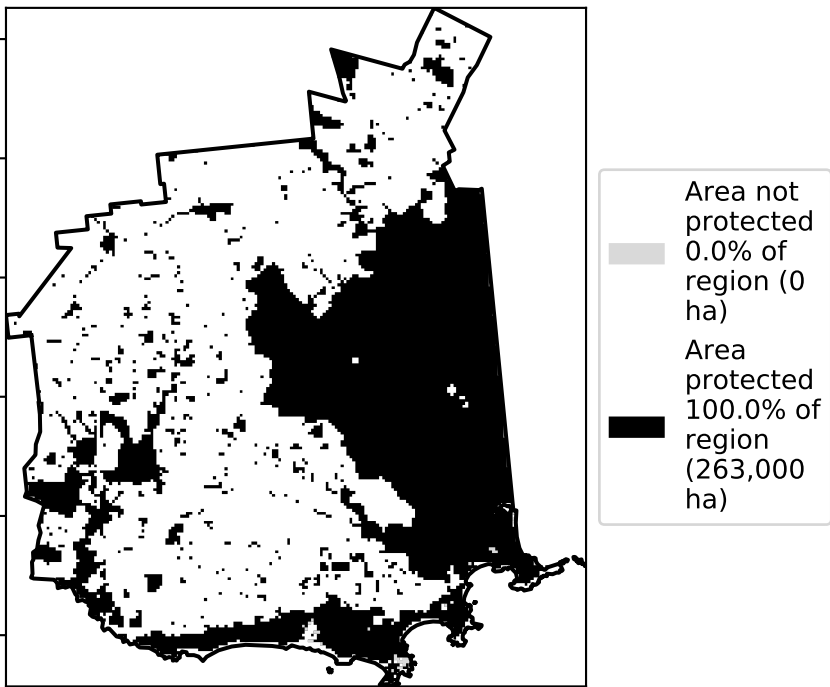 Area not
protected
0.0% of
region (0
ha)
Area
protected
100.0% of
region
(263,000
ha)